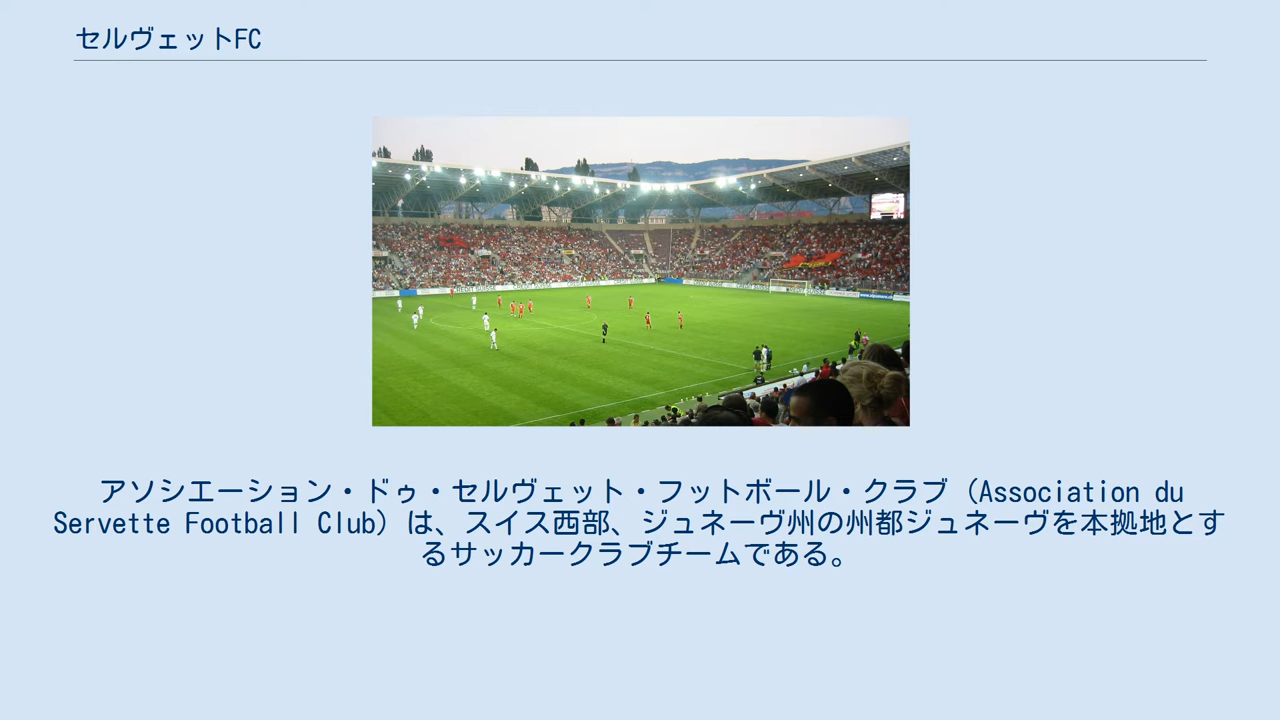 セルヴェットFC
アソシエーション・ドゥ・セルヴェット・フットボール・クラブ（Association du
Servette Football Club）は、スイス西部、ジュネーヴ州の州都ジュネーヴを本拠地とす
るサッカークラブチームである。